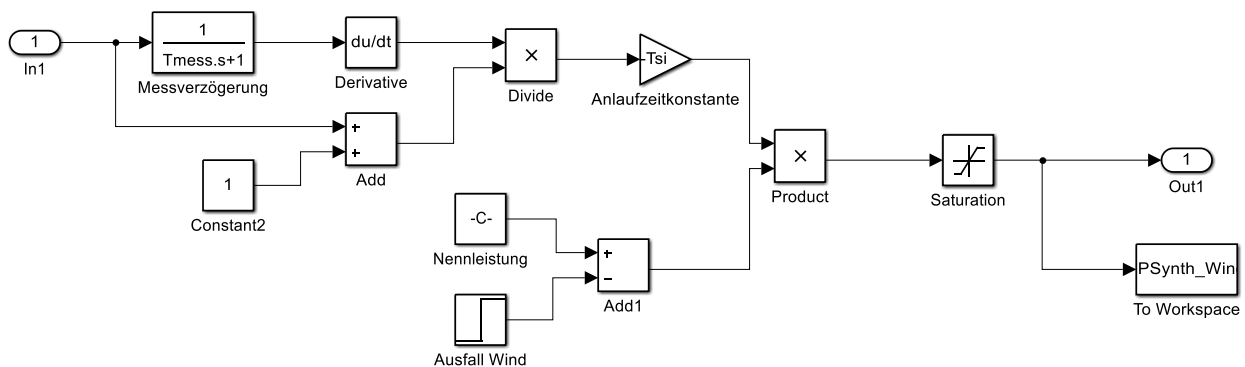 1
In1
1
Tmess.s+1
Messverzögerung
du/dt
Derivative
×
Divide
-Tsi
Anlaufzeitkonstante
+
+
Add
1
Constant2
×
Product
Saturation
1
Out1
-C-
Nennleistung
+
−
Add1
Ausfall Wind
PSynth_Win
To Workspace